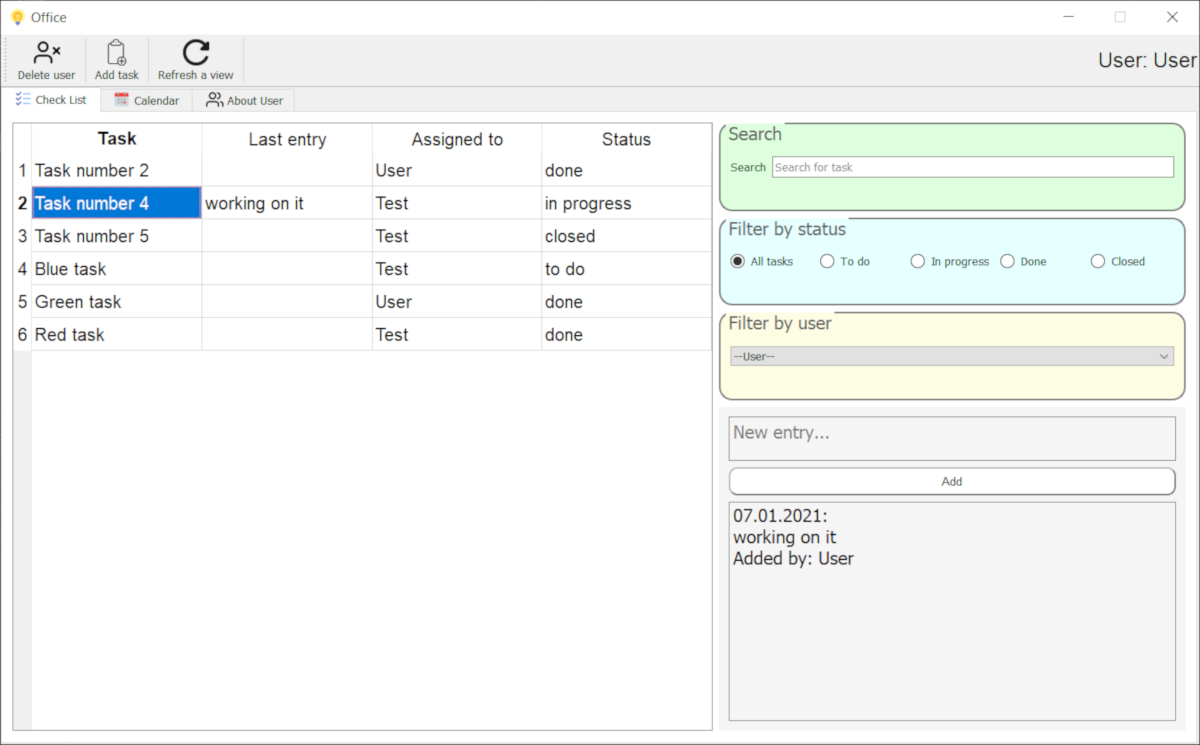 Office
Delete user Add task Refresh a view User: User
Check List Calendar About User
Task Last entry Assigned to Status
1 Task number 2 User done
2 Task number 4 working on it Test in progress
3 Task number 5 Test closed
4 Blue task Test to do
5 Green task User done
6 Red task Test done
Search
Search Search for task
Filter by status
All tasks To do In progress Done Closed
Filter by user
--User--
New entry...
Add
07.01.2021:
working on it
Added by: User